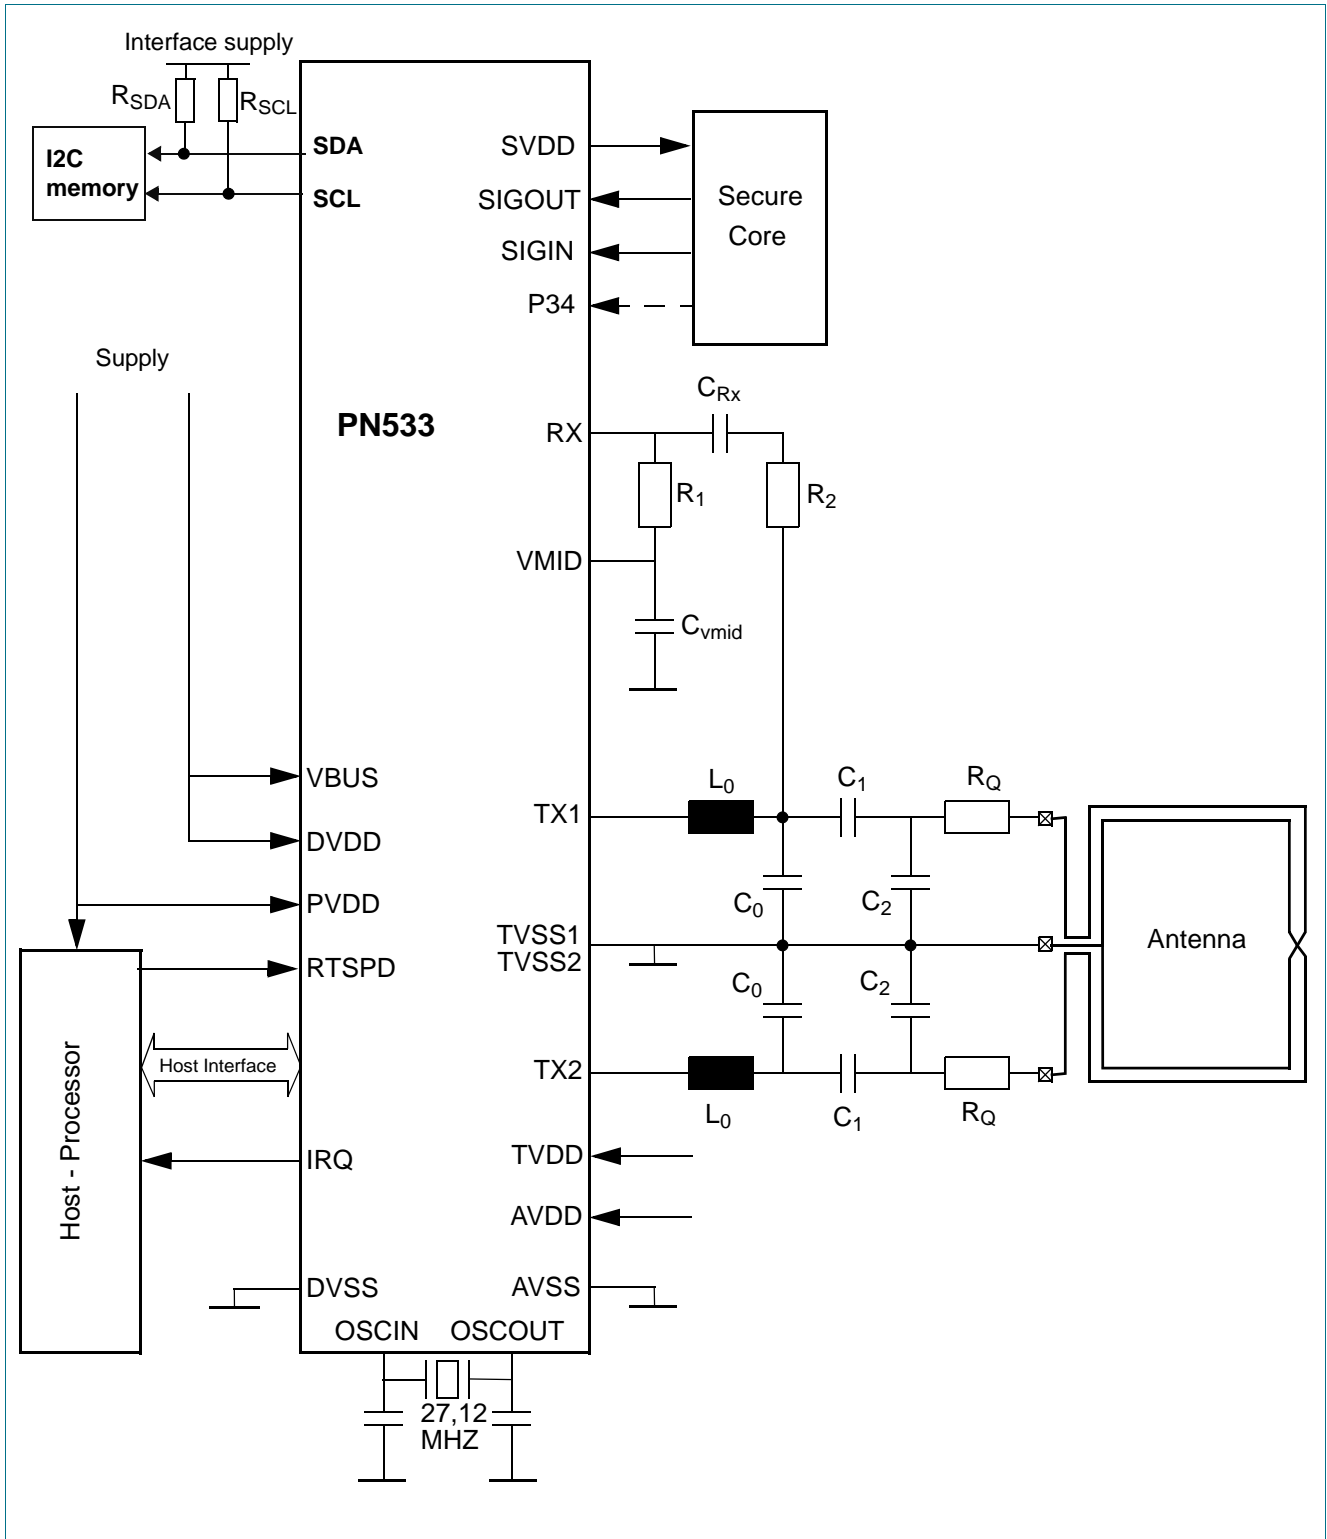 Interface supply
RSDA
RSCL
I2C
memory
SDA
SCL
SVDD
SIGOUT
SIGIN
P34
Secure
Core
Supply
PN533
RX
CRx
R1
R2
VMID
Cvmid
VBUS
DVDD
PVDD
RTSPD
Host Interface
Host - Processor
IRQ
DVSS
TX1
L0
C1
RQ
C0
C2
TVSS1
TVSS2
C0
C2
Antenna
TX2
L0
C1
RQ
TVDD
AVDD
AVSS
OSCIN
OSCOUT
27,12
MHZ